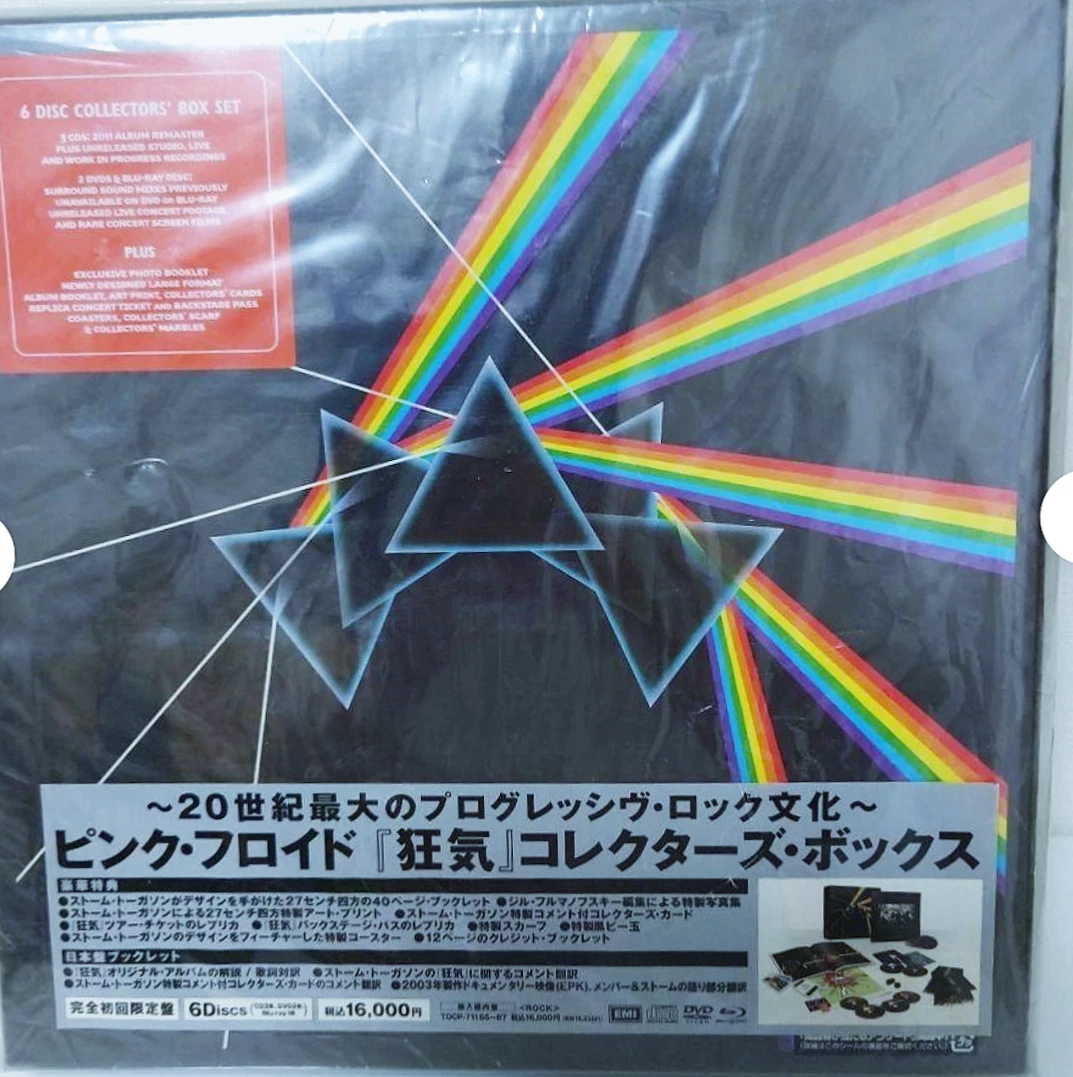 6 DISC COLLECTORS' BOX SET
3 CDS: 2011 ALBUM REMASTER
PLUS UNRELEASED STUDIO, LIVE
AND WORK IN PROGRESS RECORDINGS
2 DVDS & BLU-RAY DISC:
SURROUND SOUND MIXES PREVIOUSLY
UNAVAILABLE ON DVD OR BLU-RAY
UNRELEASED LIVE CONCERT FOOTAGE
AND RARE CONCERT SCREEN FILMS
PLUS
EXCLUSIVE PHOTO BOOKLET
NEWLY DESIGNED LARGE FORMAT
ALBUM BOOKLET, ART PRINT, COLLECTORS' CARDS
REPLICA CONCERT TICKET AND BACKSTAGE PASS
COASTERS, COLLECTORS' SCARF
& COLLECTORS' MARBLES
〜20世紀最大のプログレッシヴ・ロック文化〜
ピンク・フロイド『狂気』コレクターズ・ボックス
豪華特典
●ストーム・トーガソンがデザインを手がけた27センチ四方の40ページ・ブックレット ●ジル・フルマノフスキー編集による特製写真集
●ストーム・トーガソンによる27センチ四方特製アート・プリント ●ストーム・トーガソン特製コメント付コレクターズ・カード
●『狂気』ツアー・チケットのレプリカ ●『狂気』バックステージ・パスのレプリカ ●特製スカーフ ●特製黒ビー玉
●ストーム・トーガソンのデザインをフィーチャーした特製コースター ●12ページのクレジット・ブックレット
日本盤ブックレット
●『狂気』オリジナル・アルバムの解説 / 歌詞対訳 ●ストーム・トーガソンの『狂気』に関するコメント翻訳
●ストーム・トーガソン特製コメント付コレクターズ・カードのコメント翻訳 ●2003年製作ドキュメンタリー映像(EPK)、メンバー&ストームの語り部分翻訳
完全初回限定盤 6Discs 税込16,000円 <ROCK>
TOCP-71165〜67 税込16,000円 EMI DVD